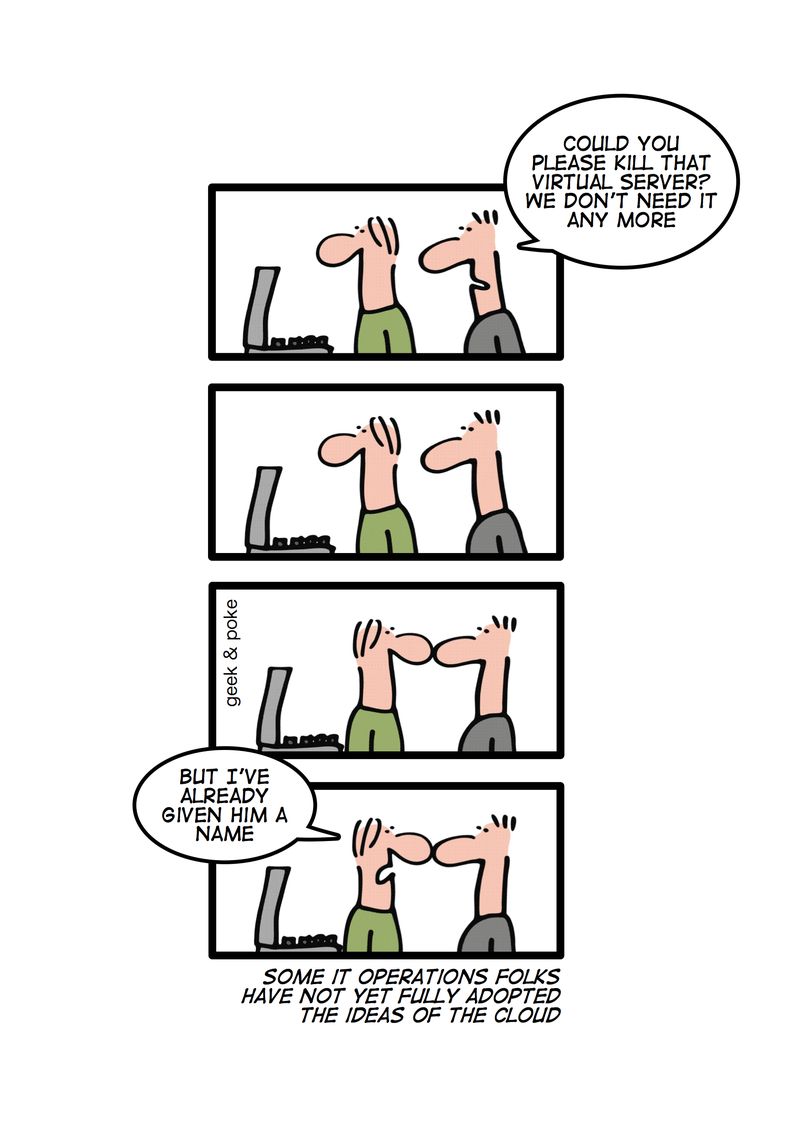 COULD YOU
PLEASE KILL THAT
VIRTUAL SERVER?
WE DON'T NEED IT
ANY MORE
geek & poke
BUT I'VE
ALREADY
GIVEN HIM A
NAME
SOME IT OPERATIONS FOLKS
HAVE NOT YET FULLY ADOPTED
THE IDEAS OF THE CLOUD